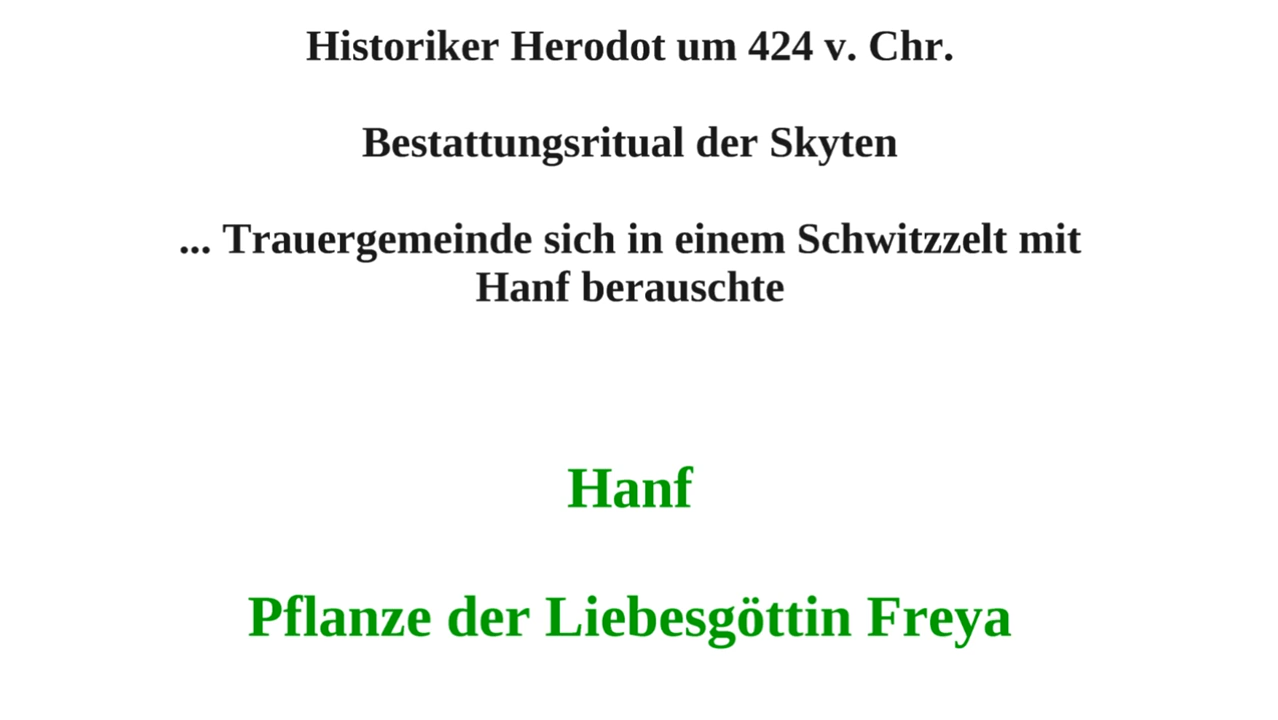 Historiker Herodot um 424 v. Chr.
Bestattungsritual der Skyten
... Trauergemeinde sich in einem Schwitzzelt mit
Hanf berauschte
Hanf
Pflanze der Liebesgöttin Freya